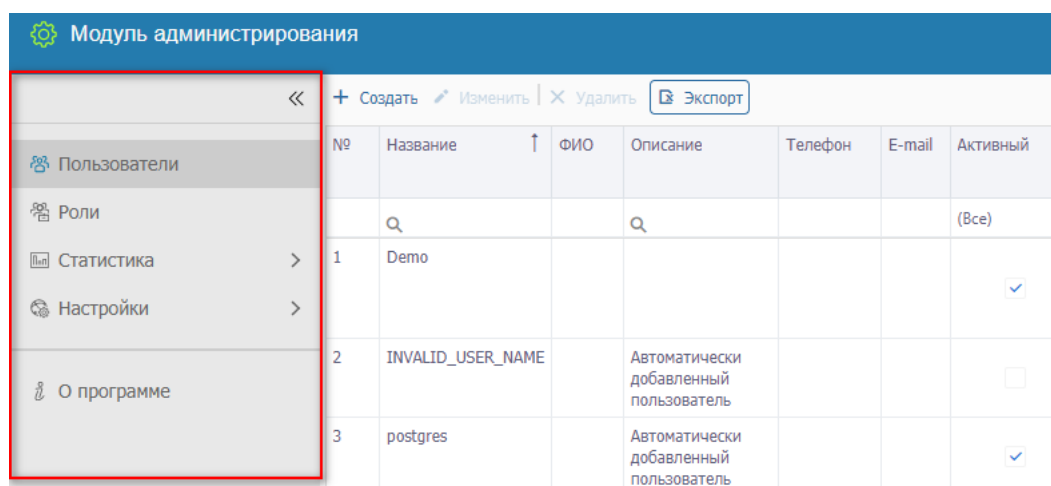 Модуль администрирования
Создать Изменить Удалить Экспорт
Пользователи
Роли
Статистика
Настройки
О программе
№ Название ФИО Описание Телефон E-mail Активный
(Все)
1 Demo
2 INVALID_USER_NAME Автоматически
добавленный
пользователь
3 postgres Автоматически
добавленный
пользователь